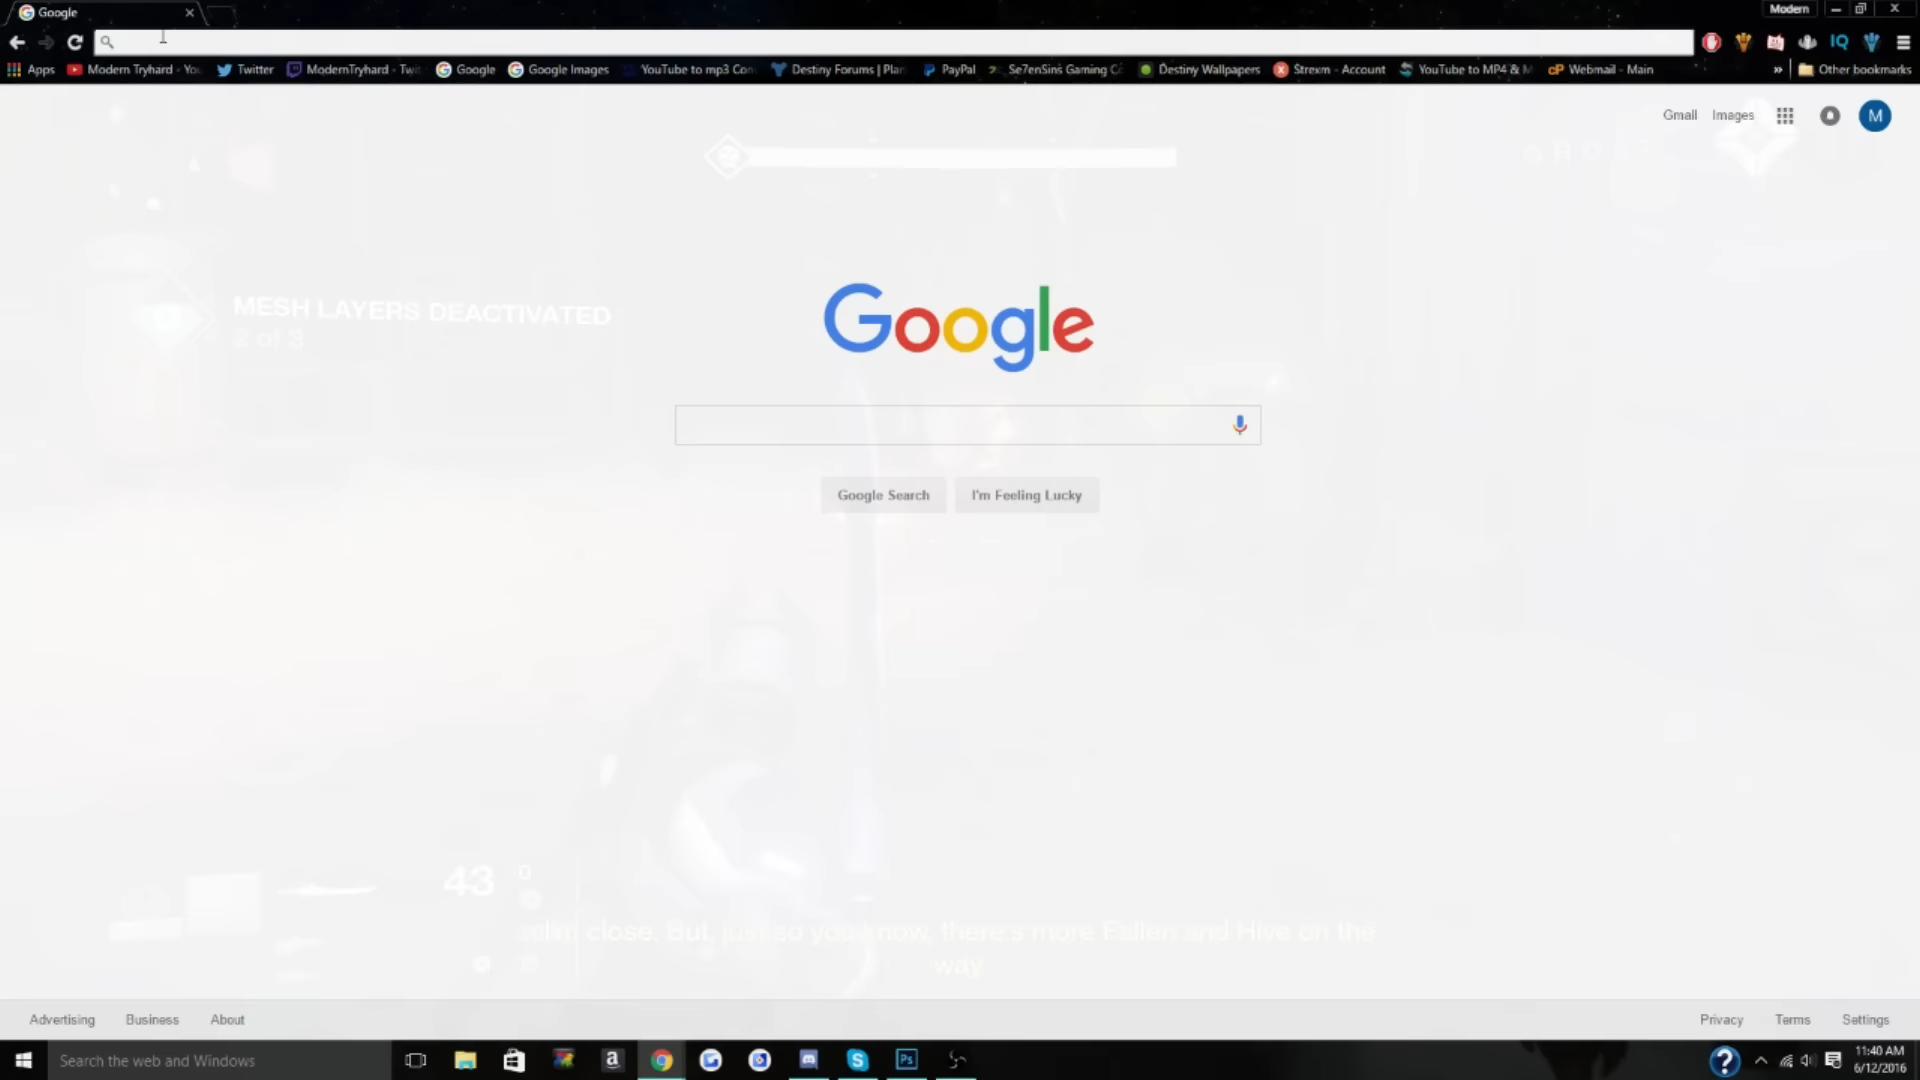 Google
Modern
Apps
Modern Tryhard - You
Twitter
ModernTryhard - Twit
Google
Google Images
YouTube to mp3 Con
Destiny Forums | Plan
PayPal
Se7enSins Gaming C
Destiny Wallpapers
Strexm - Account
YouTube to MP4 & M
cP Webmail - Main
»
Other bookmarks
Gmail
Images
M
MESH LAYERS DEACTIVATED
2 of 3
Google
Google Search
I'm Feeling Lucky
43
0
close. But, just so you know, there's more Fallen and Hive on the
way
Advertising
Business
About
Privacy
Terms
Settings
Search the web and Windows
11:40 AM
6/12/2016